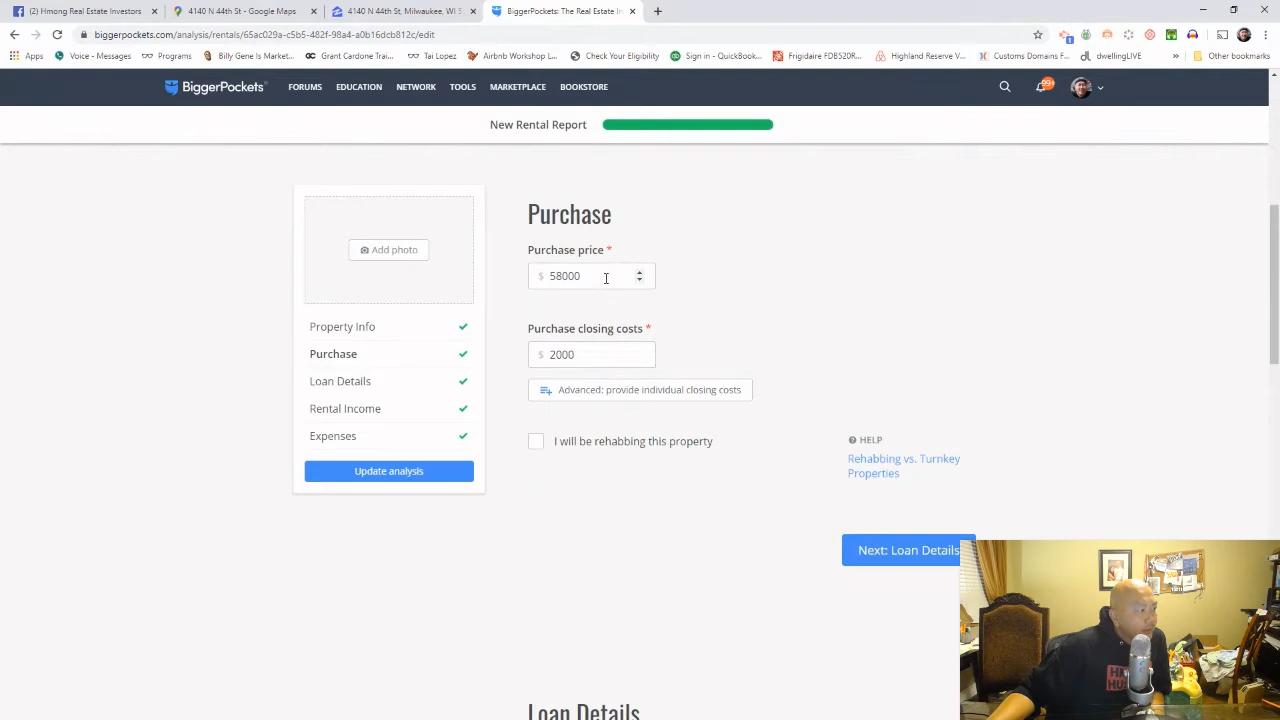 (2) Hmong Real Estate Investors
4140 N 44th St - Google Maps
4140 N 44th St, Milwaukee, WI 5
BiggerPockets: The Real Estate In
biggerpockets.com/analysis/rentals/65ac029a-c5b5-482f-98a4-a0b16dcb812c/edit
Apps
Voice - Messages
Programs
Billy Gene Is Market...
Grant Cardone Train...
Tai Lopez
Airbnb Workshop L...
Check Your Eligibility
Sign in - QuickBook...
Frigidaire FDB520R...
Highland Reserve V...
Customs Domains F...
dwellingLIVE
»
Other bookmarks
BiggerPockets
FORUMS
EDUCATION
NETWORK
TOOLS
MARKETPLACE
BOOKSTORE
99+
New Rental Report
Add photo
Property Info
Purchase
Loan Details
Rental Income
Expenses
Update analysis
Purchase
Purchase price *
$ 58000
Purchase closing costs *
$ 2000
Advanced: provide individual closing costs
I will be rehabbing this property
HELP
Rehabbing vs. Turnkey
Properties
Next: Loan Details
Loan Details